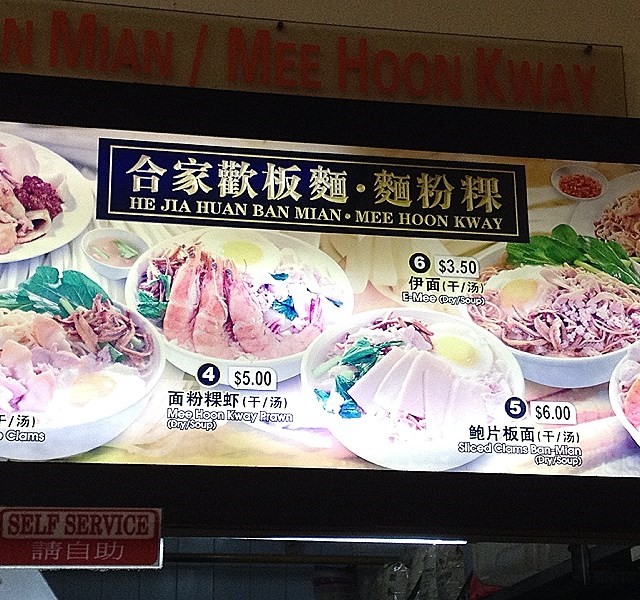 N MIAN / MEE HOON KWAY
合家歡板麵·麵粉粿
HE JIA HUAN BAN MIAN • MEE HOON KWAY
6 $3.50
伊面(干/汤)
E-Mee (Dry/Soup)
4 $5.00
面粉粿虾(干/汤)
Mee Hoon Kway Prawn
(Dry/Soup)
5 $6.00
鲍片板面(干/汤)
Sliced Clams Ban-Mian
(Dry/Soup)
干/汤)
Clams
SELF SERVICE
請自助